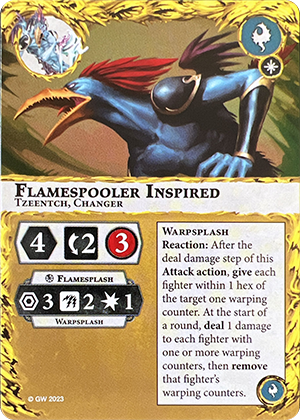 Flamespooler Inspired
Tzeentch, Changer
4 2 3
Flamesplash
3 2 1
Warpsplash
Warpsplash
Reaction: After the
deal damage step of this
Attack action, give each
fighter within 1 hex of
the target one warping
counter. At the start of
a round, deal 1 damage
to each fighter with
one or more warping
counters, then remove
that fighter's
warping counters.
© GW 2023